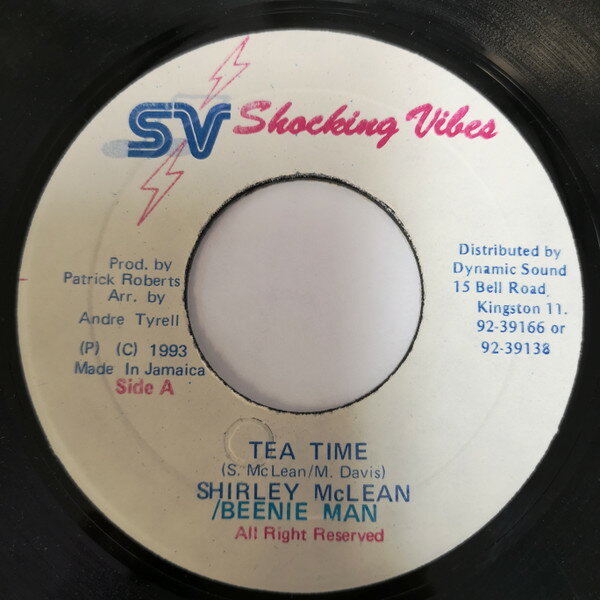 SV Shocking Vibes
Prod. by
Patrick Roberts
Arr. by
Andre Tyrell
(P) (C) 1993
Made In Jamaica
Side A
Distributed by
Dynamic Sound
15 Bell Road,
Kingston 11.
92-39166 or
92-39138
TEA TIME
(S. McLean/M. Davis)
SHIRLEY McLEAN
/BEENIE MAN
All Right Reserved